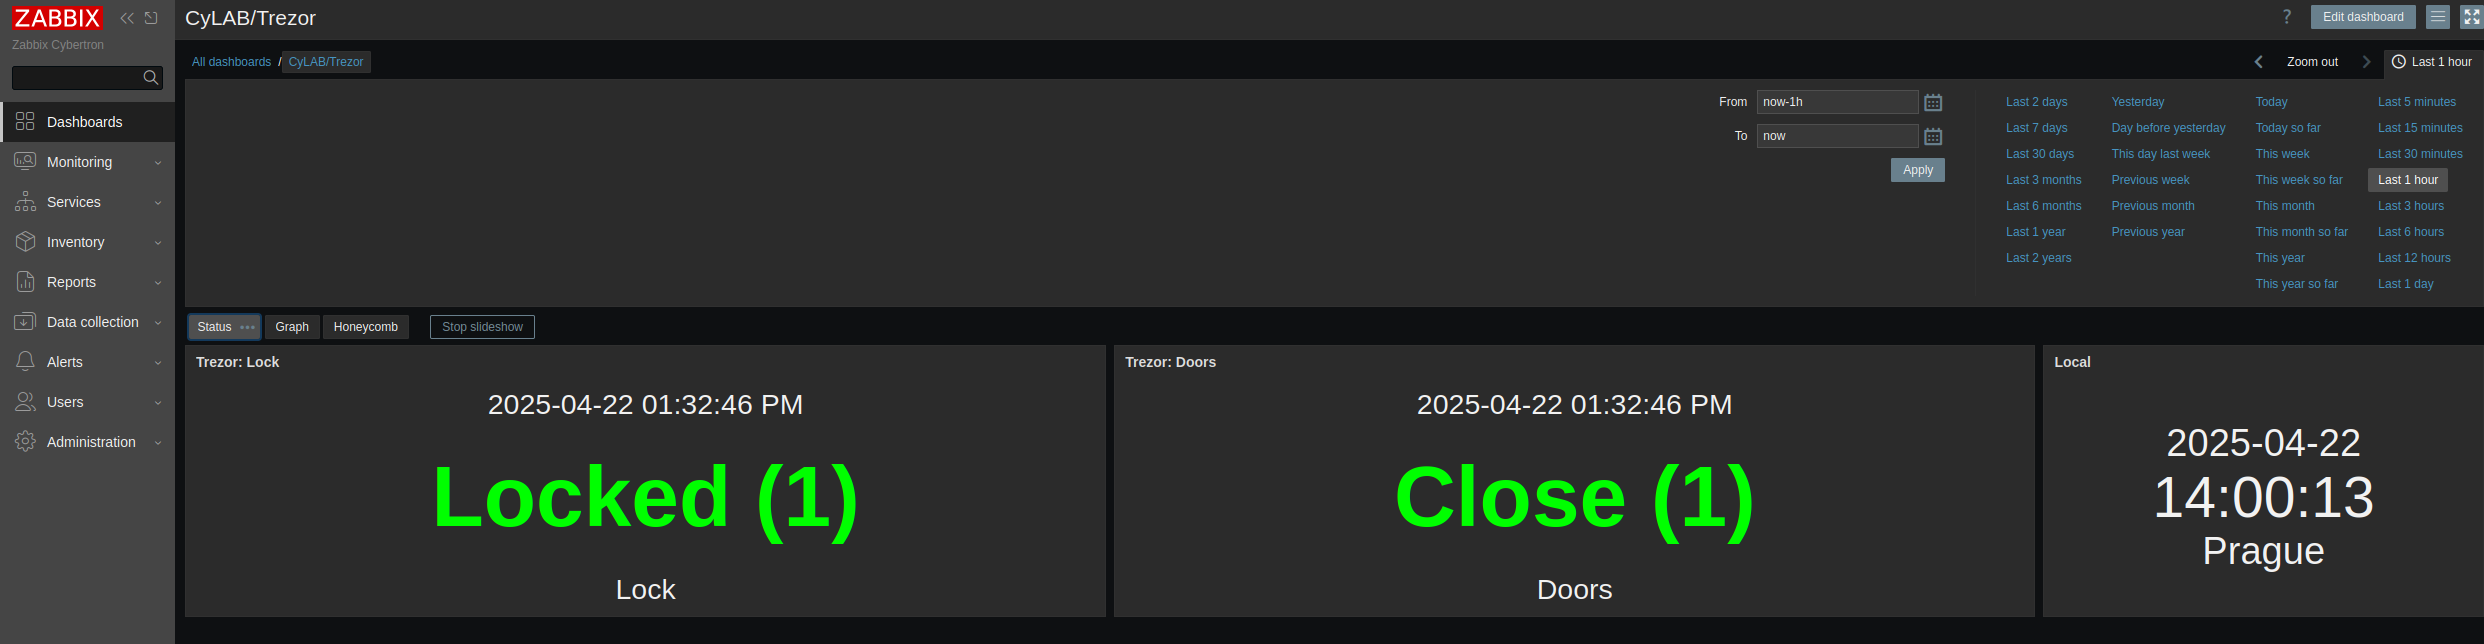 ZABBIX
Zabbix Cybertron
Dashboards
Monitoring
Services
Inventory
Reports
Data collection
Alerts
Users
Administration
CyLAB/Trezor
? Edit dashboard
All dashboards / CyLAB/Trezor
Zoom out Last 1 hour
From now-1h
To now
Apply
Last 2 days Yesterday Today Last 5 minutes
Last 7 days Day before yesterday Today so far Last 15 minutes
Last 30 days This day last week This week Last 30 minutes
Last 3 months Previous week This week so far Last 1 hour
Last 6 months Previous month This month Last 3 hours
Last 1 year Previous year This month so far Last 6 hours
Last 2 years This year Last 12 hours
This year so far Last 1 day
Status Graph Honeycomb Stop slideshow
Trezor: Lock
2025-04-22 01:32:46 PM
Locked (1)
Lock
Trezor: Doors
2025-04-22 01:32:46 PM
Close (1)
Doors
Local
2025-04-22
14:00:13
Prague